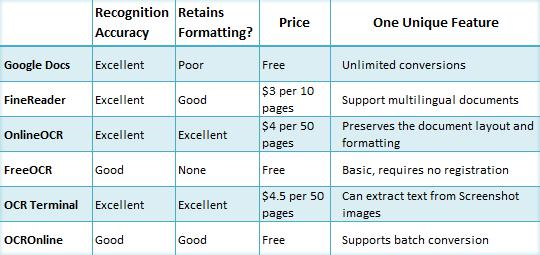 Recognition Accuracy Retains Formatting? Price One Unique Feature
Google Docs Excellent Poor Free Unlimited conversions
FineReader Excellent Good $3 per 10 pages Support multilingual documents
OnlineOCR Excellent Excellent $4 per 50 pages Preserves the document layout and formatting
FreeOCR Good None Free Basic, requires no registration
OCR Terminal Excellent Excellent $4.5 per 50 pages Can extract text from Screenshot images
OCROnline Good Good Free Supports batch conversion